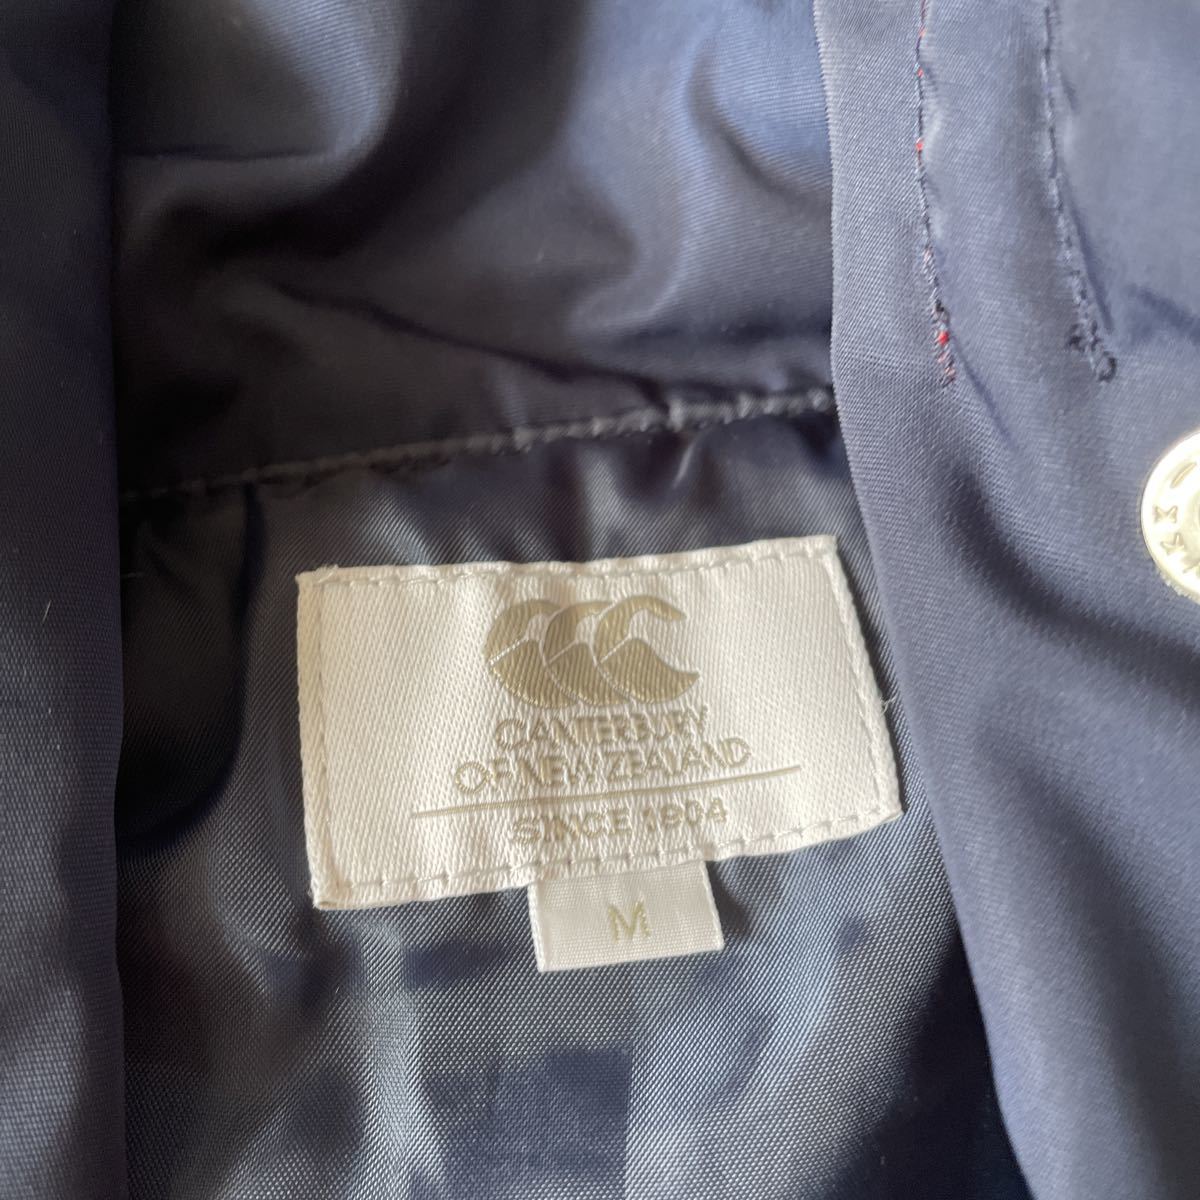 CANTERBURY
OF NEW ZEALAND
SINCE 1904
M